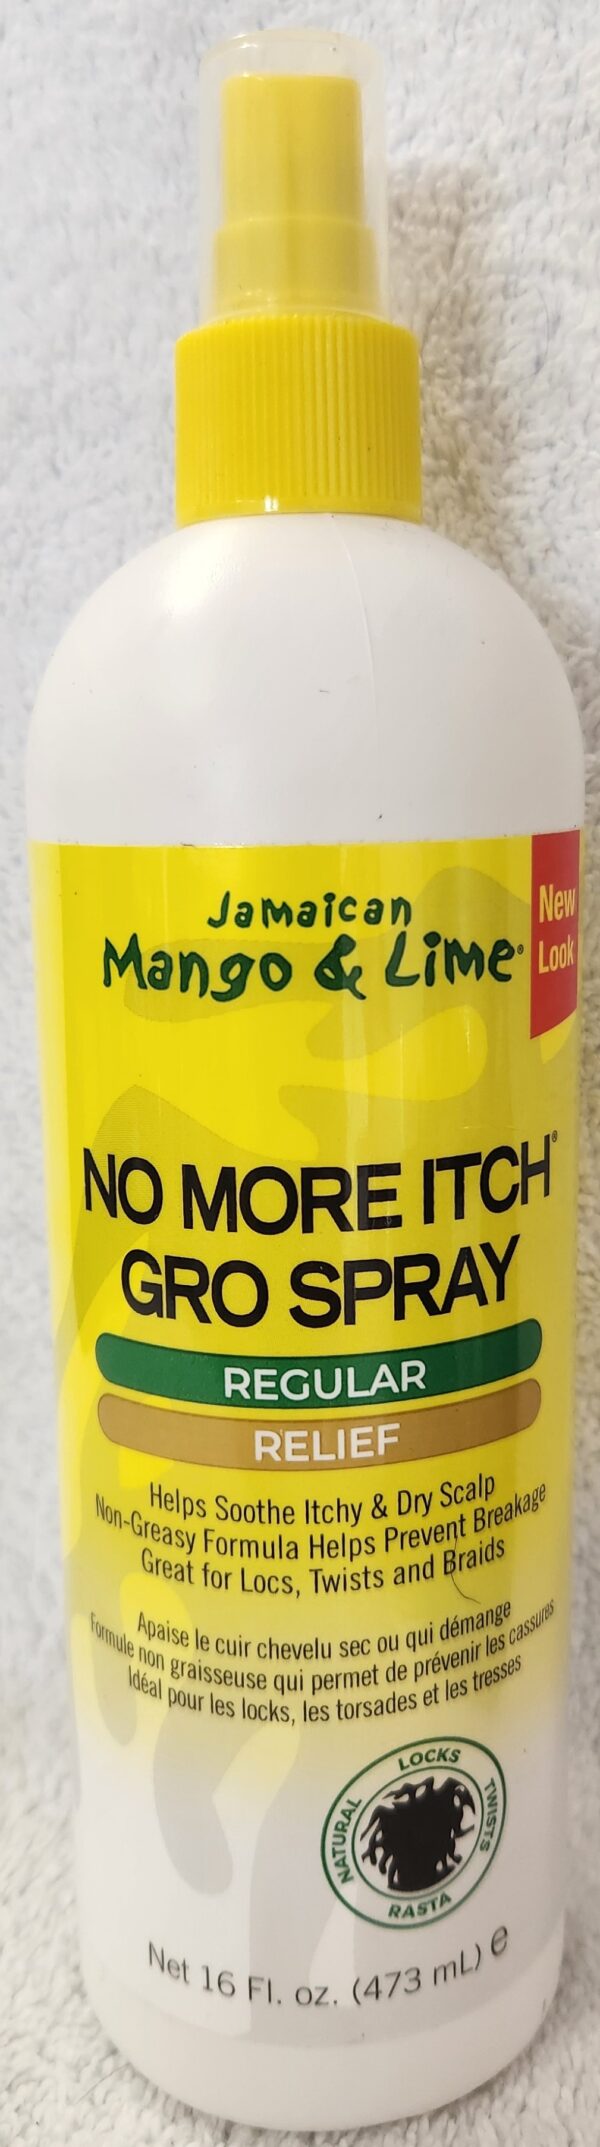 Jamaican
Mango & Lime®
New
Look
NO MORE ITCH®
GRO SPRAY
REGULAR
RELIEF
Helps Soothe Itchy & Dry Scalp
Non-Greasy Formula Helps Prevent Breakage
Great for Locs, Twists and Braids
Apaise le cuir chevelu sec ou qui démange
Formule non graisseuse qui permet de prévenir les cassures
Idéal pour les locks, les torsades et les tresses
NATURAL
LOCKS
TWISTS
RASTA
Net 16 Fl. oz. (473 mL) e